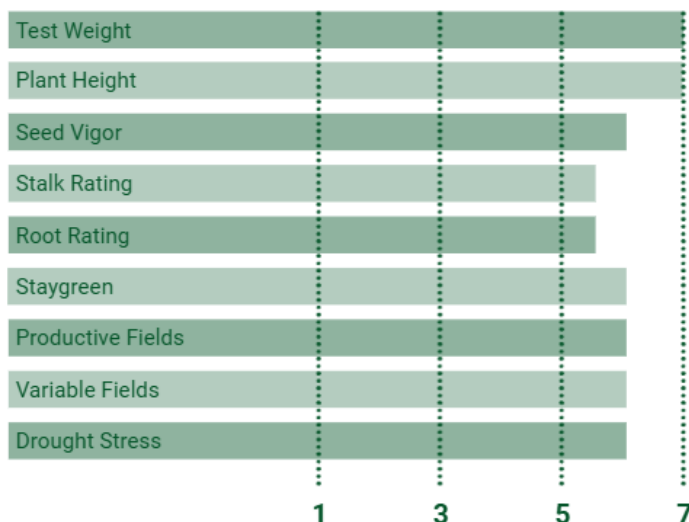 Test Weight
Plant Height
Seed Vigor
Stalk Rating
Root Rating
Staygreen
Productive Fields
Variable Fields
Drought Stress
1 3 5 7